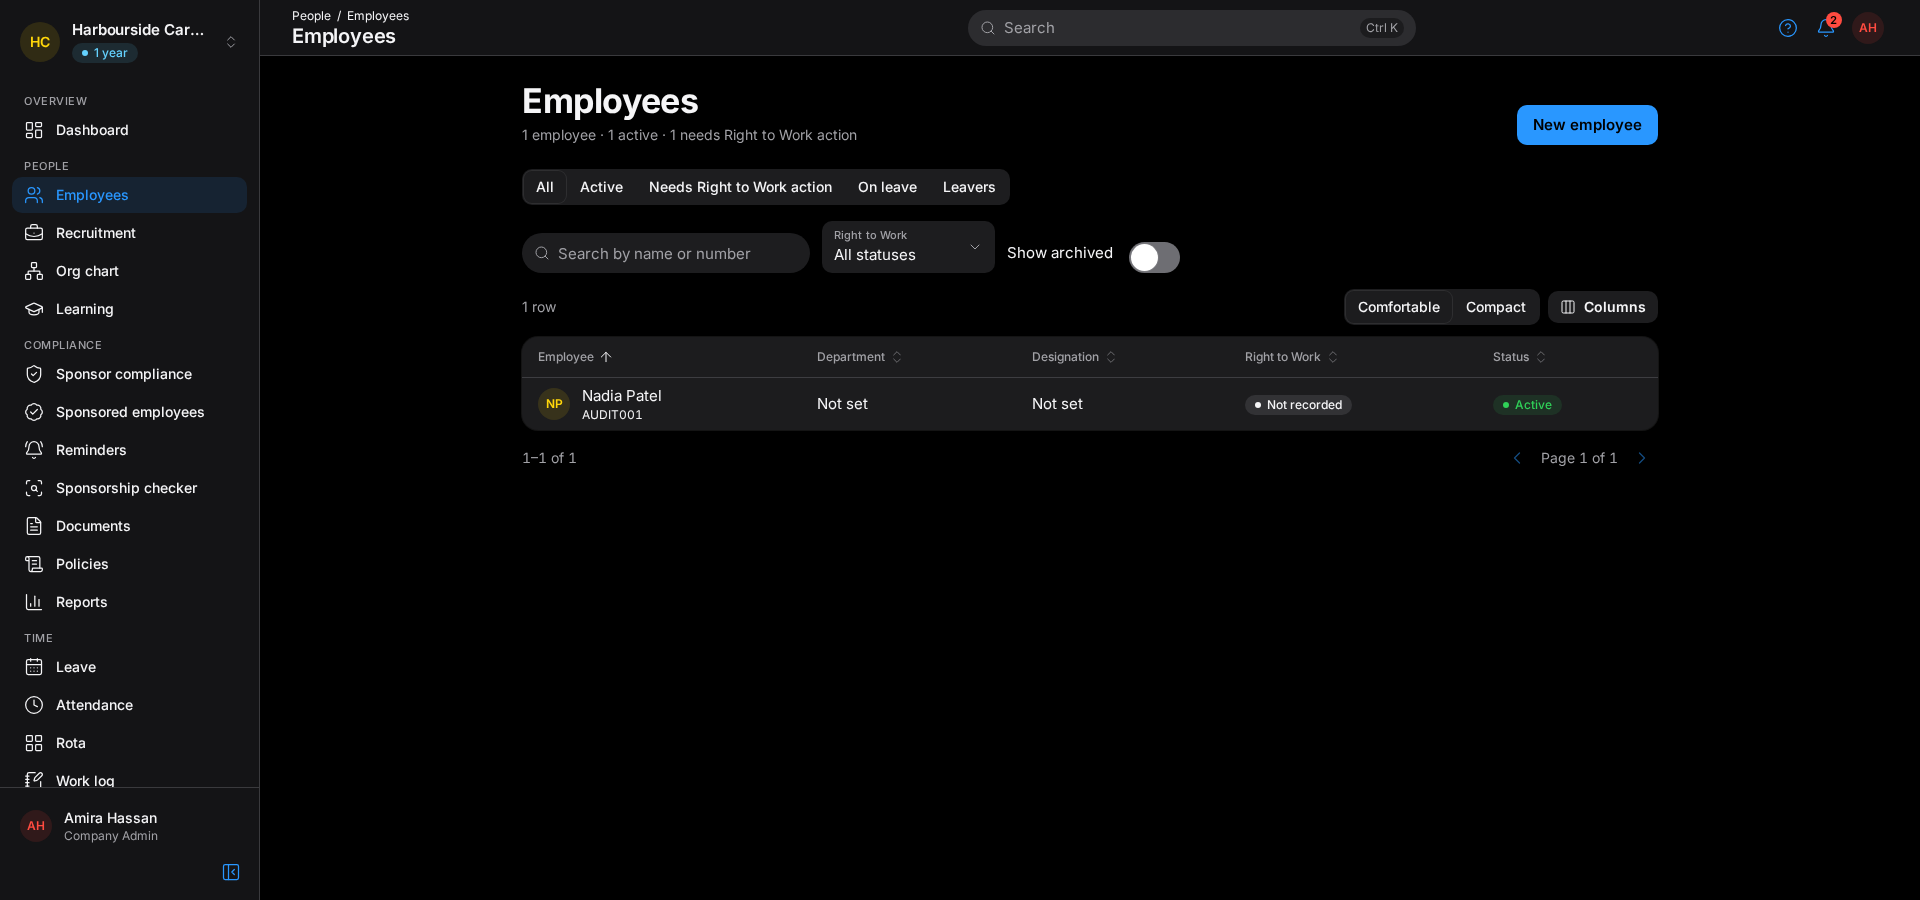 HC
Harbourside Car...
1 year
OVERVIEW
Dashboard
PEOPLE
Employees
Recruitment
Org chart
Learning
COMPLIANCE
Sponsor compliance
Sponsored employees
Reminders
Sponsorship checker
Documents
Policies
Reports
TIME
Leave
Attendance
Rota
Work log
AH
Amira Hassan
Company Admin
People / Employees
Employees
Search
Ctrl K
2
AH
Employees
1 employee · 1 active · 1 needs Right to Work action
New employee
All
Active
Needs Right to Work action
On leave
Leavers
Search by name or number
Right to Work
All statuses
Show archived
1 row
Comfortable
Compact
Columns
Employee
Department
Designation
Right to Work
Status
NP
Nadia Patel
AUDIT001
Not set
Not set
Not recorded
Active
1–1 of 1
Page 1 of 1